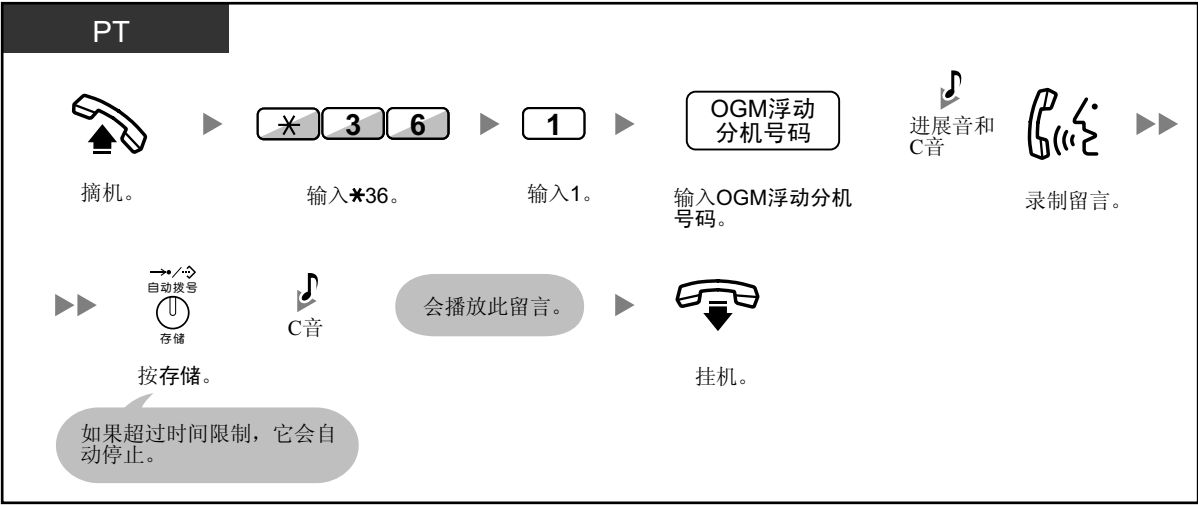 PT
✱ 3 6
1
OGM浮动
分机号码
进展音和
C音
摘机。
输入✱36。
输入1。
输入OGM浮动分机
号码。
录制留言。
自动拨号
存储
C音
会播放此留言。
按存储。
挂机。
如果超过时间限制，它会自
动停止。